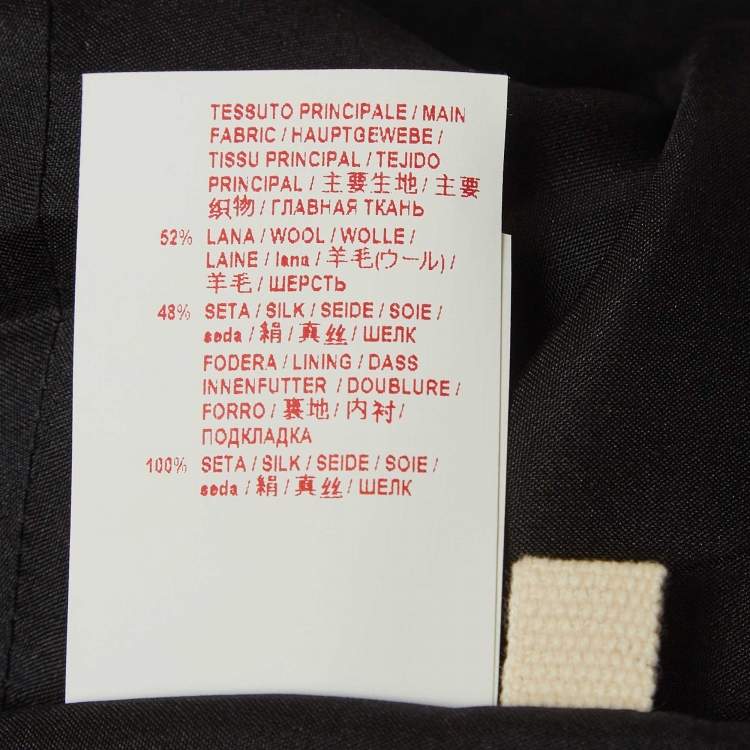 TESSUTO PRINCIPALE / MAIN
FABRIC / HAUPTGEWEBE /
TISSU PRINCIPAL / TEJIDO
PRINCIPAL / 主要生地 / 主要
织物 / ГЛАВНАЯ ТКАНЬ
52% LANA / WOOL / WOLLE /
LAINE / lana / 羊毛(ウール) /
羊毛 / ШЕРСТЬ
48% SETA / SILK / SEIDE / SOIE /
seda / 絹 / 真丝 / ШЕЛК
FODERA / LINING / DASS
INNENFUTTER / DOUBLURE /
FORRO / 裏地 / 内衬 /
ПОДКЛАДКА
100% SETA / SILK / SEIDE / SOIE /
seda / 絹 / 真丝 / ШЕЛК